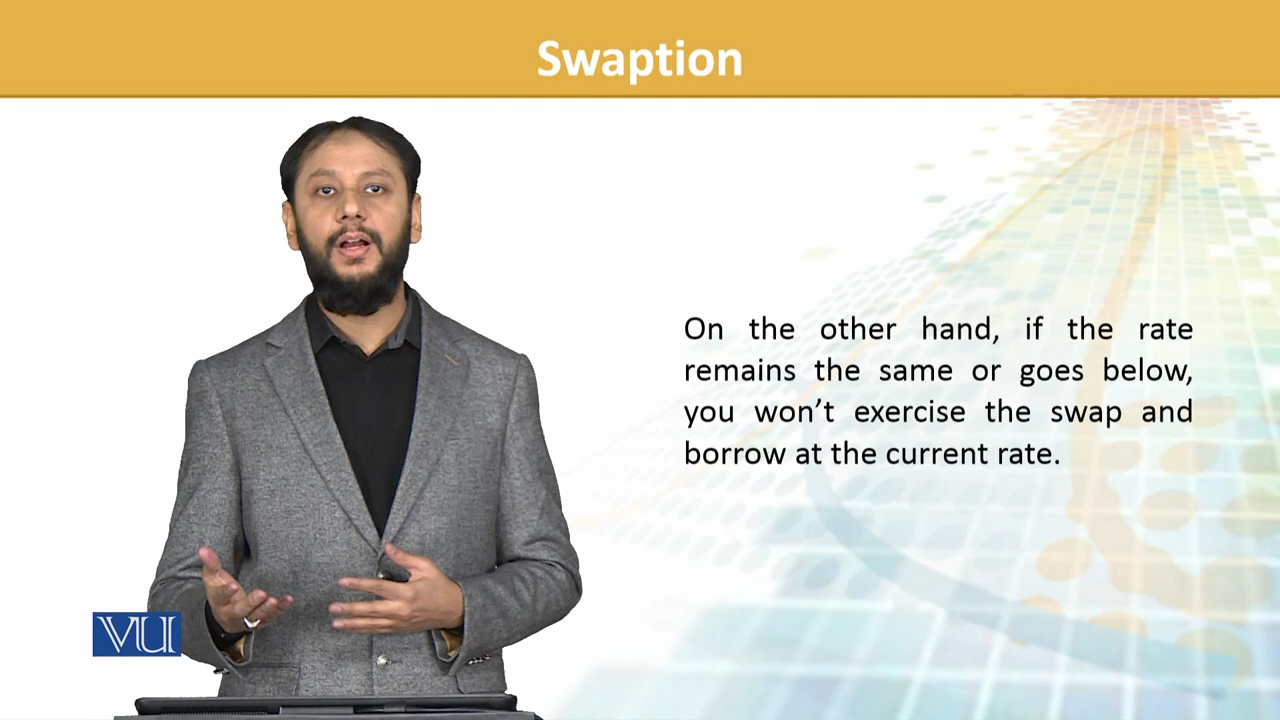 Swaption
On the other hand, if the rate
remains the same or goes below,
you won’t exercise the swap and
borrow at the current rate.
VU